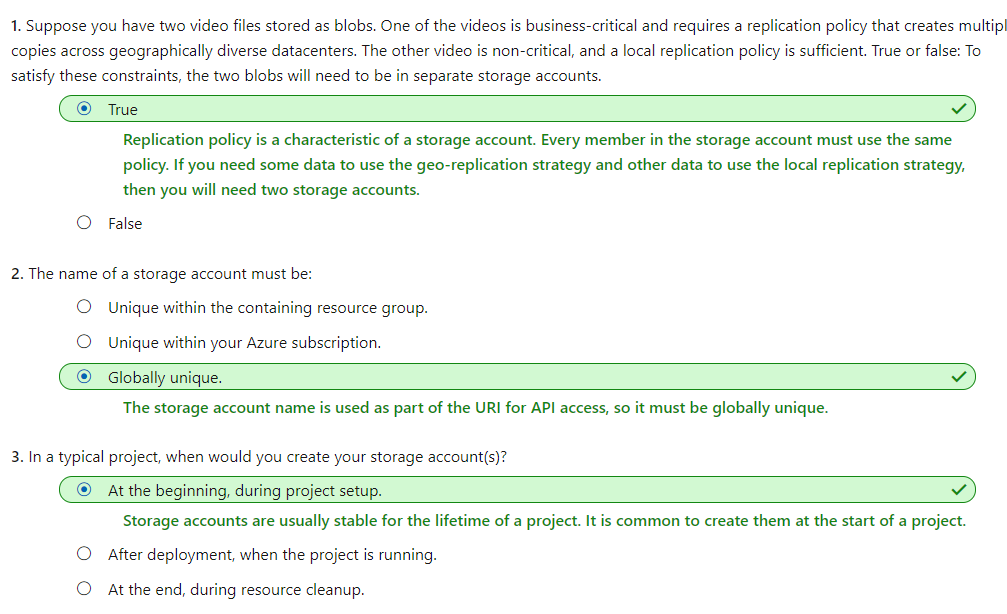 1. Suppose you have two video files stored as blobs. One of the videos is business-critical and requires a replication policy that creates multipl
copies across geographically diverse datacenters. The other video is non-critical, and a local replication policy is sufficient. True or false: To
satisfy these constraints, the two blobs will need to be in separate storage accounts.
True
Replication policy is a characteristic of a storage account. Every member in the storage account must use the same
policy. If you need some data to use the geo-replication strategy and other data to use the local replication strategy,
then you will need two storage accounts.
False
2. The name of a storage account must be:
Unique within the containing resource group.
Unique within your Azure subscription.
Globally unique.
The storage account name is used as part of the URI for API access, so it must be globally unique.
3. In a typical project, when would you create your storage account(s)?
At the beginning, during project setup.
Storage accounts are usually stable for the lifetime of a project. It is common to create them at the start of a project.
After deployment, when the project is running.
At the end, during resource cleanup.